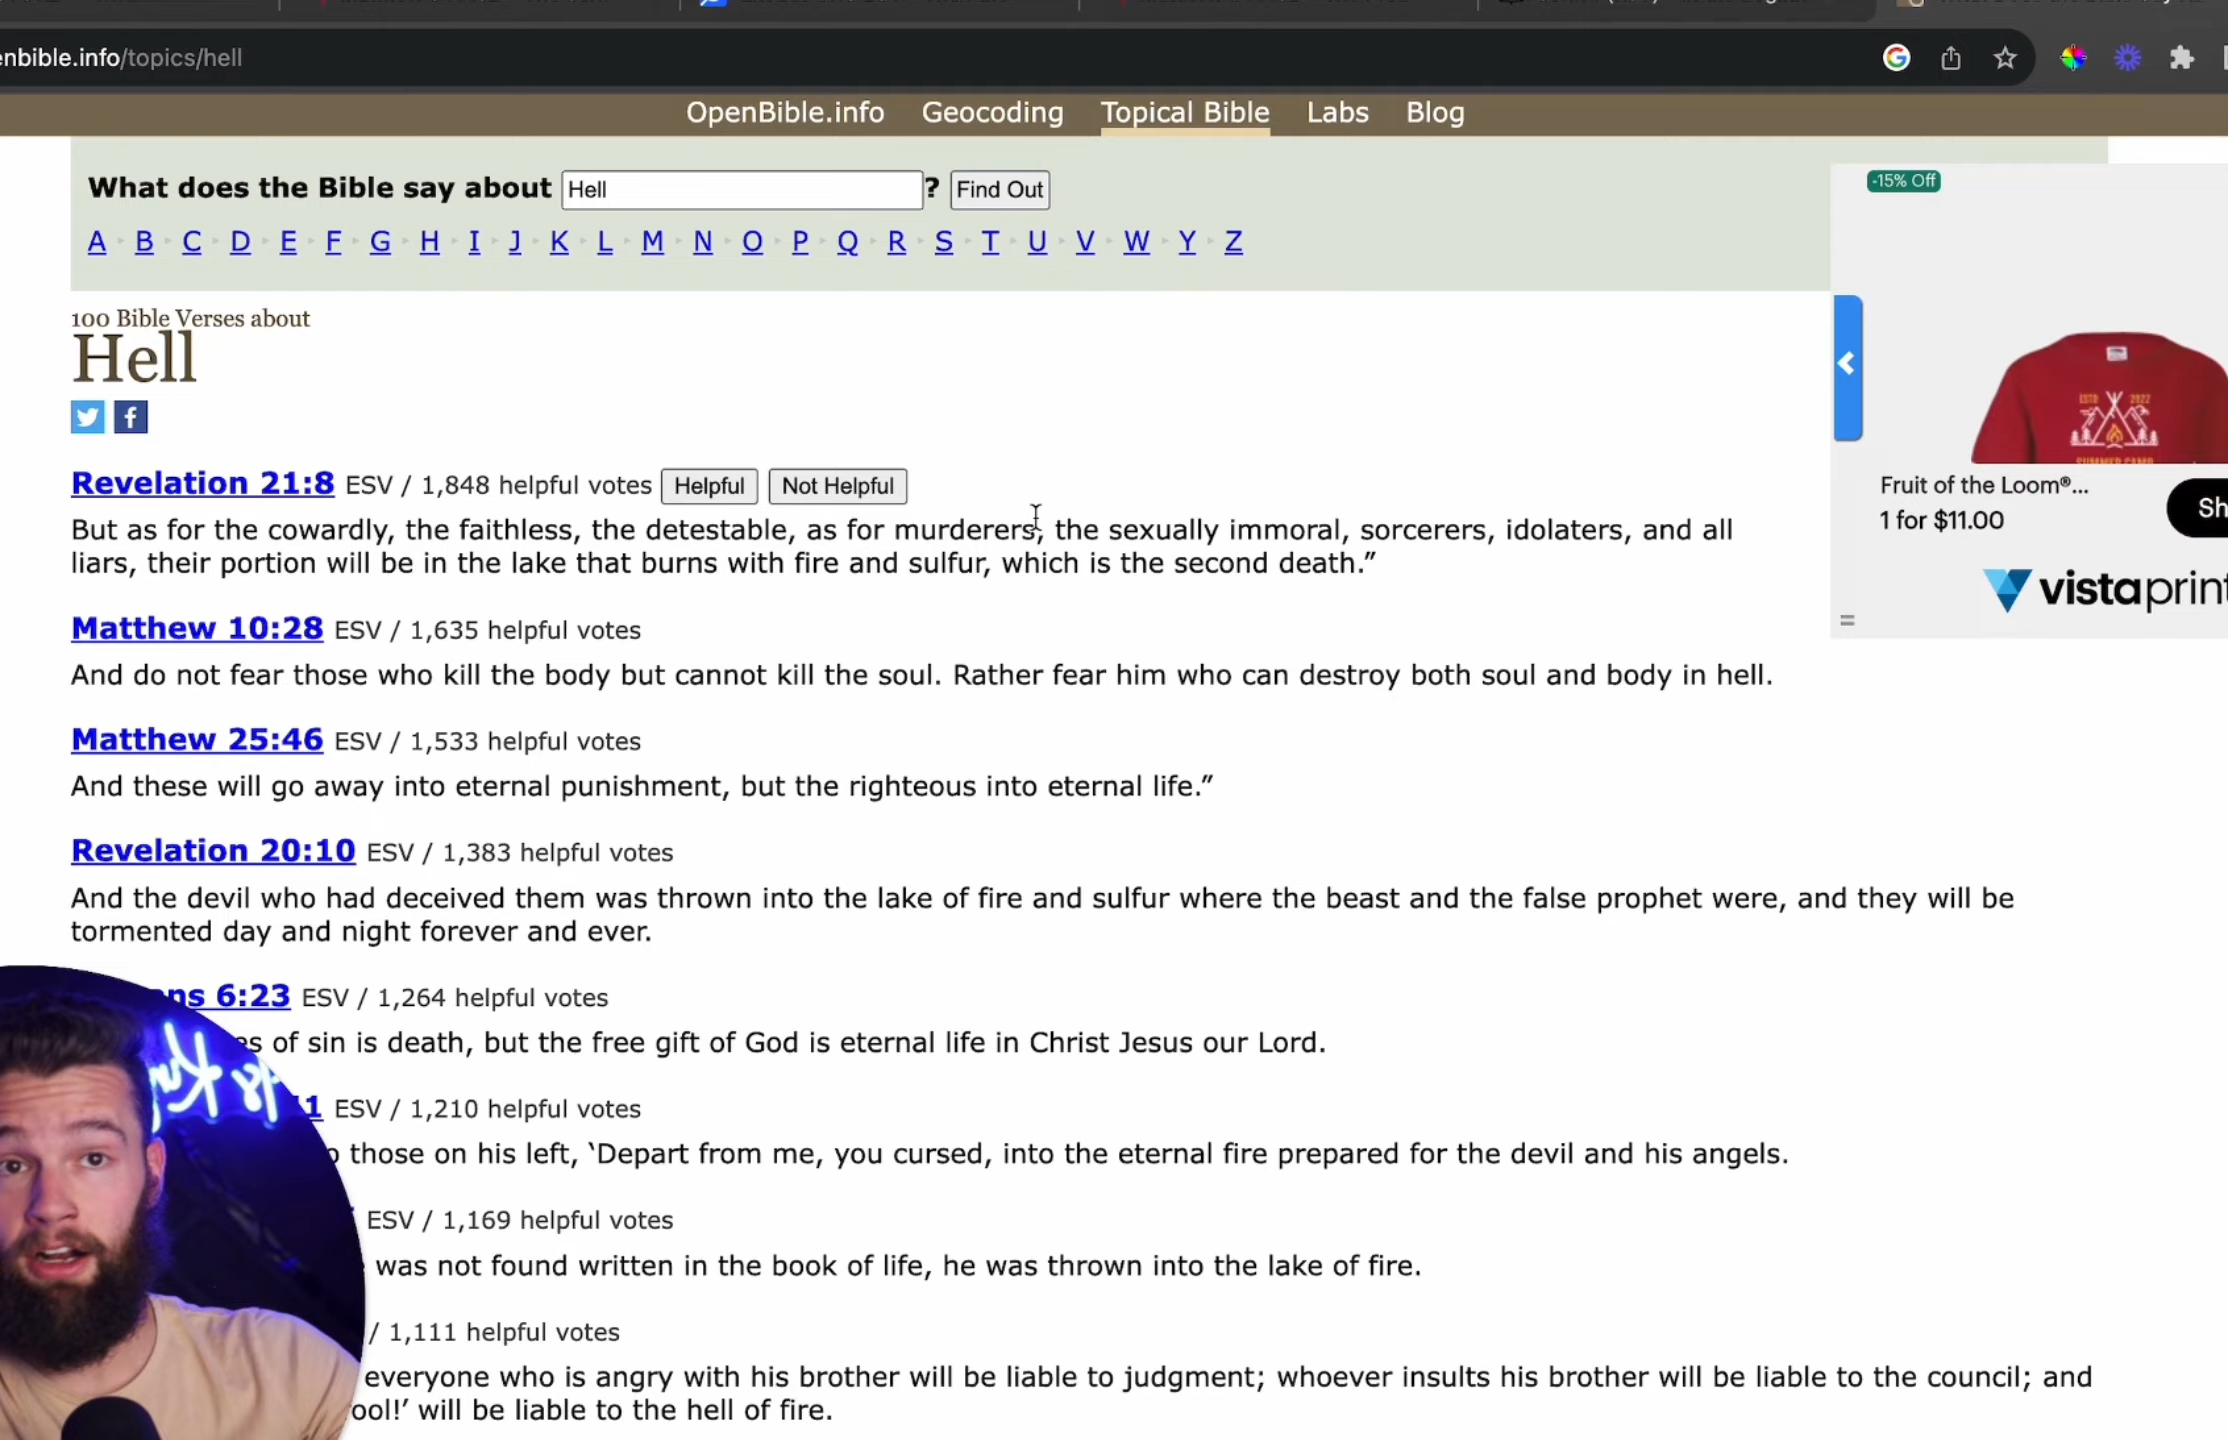 enbible.info/topics/hell
OpenBible.info Geocoding Topical Bible Labs Blog
What does the Bible say about Hell ? Find Out
A B C D E F G H I J K L M N O P Q R S T U V W Y Z
-15% Off
100 Bible Verses about
Hell
ESTD 2022
SUMMER CAMP
Fruit of the Loom®...
1 for $11.00
Sh
vistaprint
Revelation 21:8 ESV / 1,848 helpful votes Helpful Not Helpful
But as for the cowardly, the faithless, the detestable, as for murderers, the sexually immoral, sorcerers, idolaters, and all
liars, their portion will be in the lake that burns with fire and sulfur, which is the second death.”
Matthew 10:28 ESV / 1,635 helpful votes
And do not fear those who kill the body but cannot kill the soul. Rather fear him who can destroy both soul and body in hell.
Matthew 25:46 ESV / 1,533 helpful votes
And these will go away into eternal punishment, but the righteous into eternal life.”
Revelation 20:10 ESV / 1,383 helpful votes
And the devil who had deceived them was thrown into the lake of fire and sulfur where the beast and the false prophet were, and they will be
tormented day and night forever and ever.
ns 6:23 ESV / 1,264 helpful votes
es of sin is death, but the free gift of God is eternal life in Christ Jesus our Lord.
1 ESV / 1,210 helpful votes
o those on his left, ‘Depart from me, you cursed, into the eternal fire prepared for the devil and his angels.
ESV / 1,169 helpful votes
was not found written in the book of life, he was thrown into the lake of fire.
/ 1,111 helpful votes
everyone who is angry with his brother will be liable to judgment; whoever insults his brother will be liable to the council; and
ool!’ will be liable to the hell of fire.